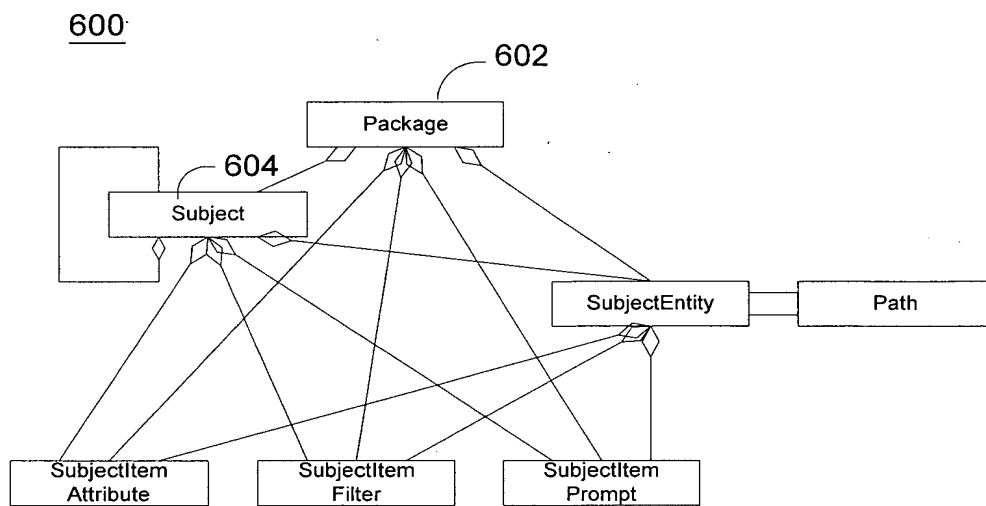 600
602
Package
604
Subject
SubjectEntity
Path
SubjectItem
Attribute
SubjectItem
Filter
SubjectItem
Prompt